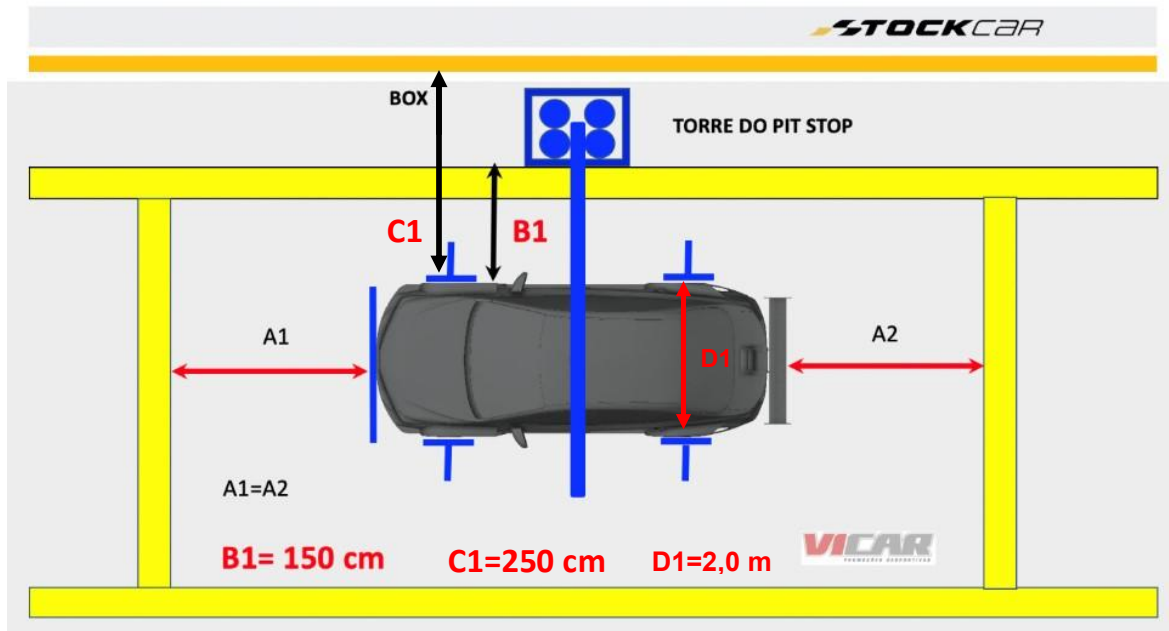 STOCKCAR
BOX
TORRE DO PIT STOP
C1
B1
A1
D1
A2
A1=A2
B1= 150 cm
C1=250 cm
D1=2,0 m
VICAR